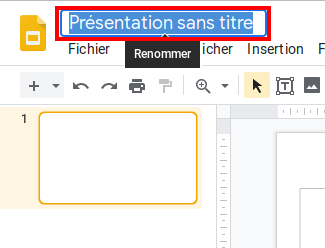 Présentation sans titre
Fichier
icher Insertion
F
Renommer
1